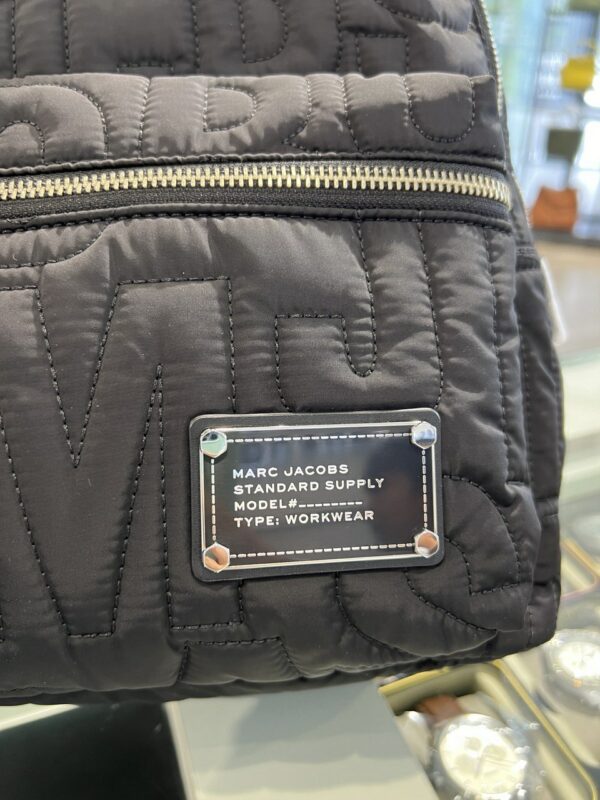 MARC JACOBS
STANDARD SUPPLY
MODEL#________
TYPE: WORKWEAR